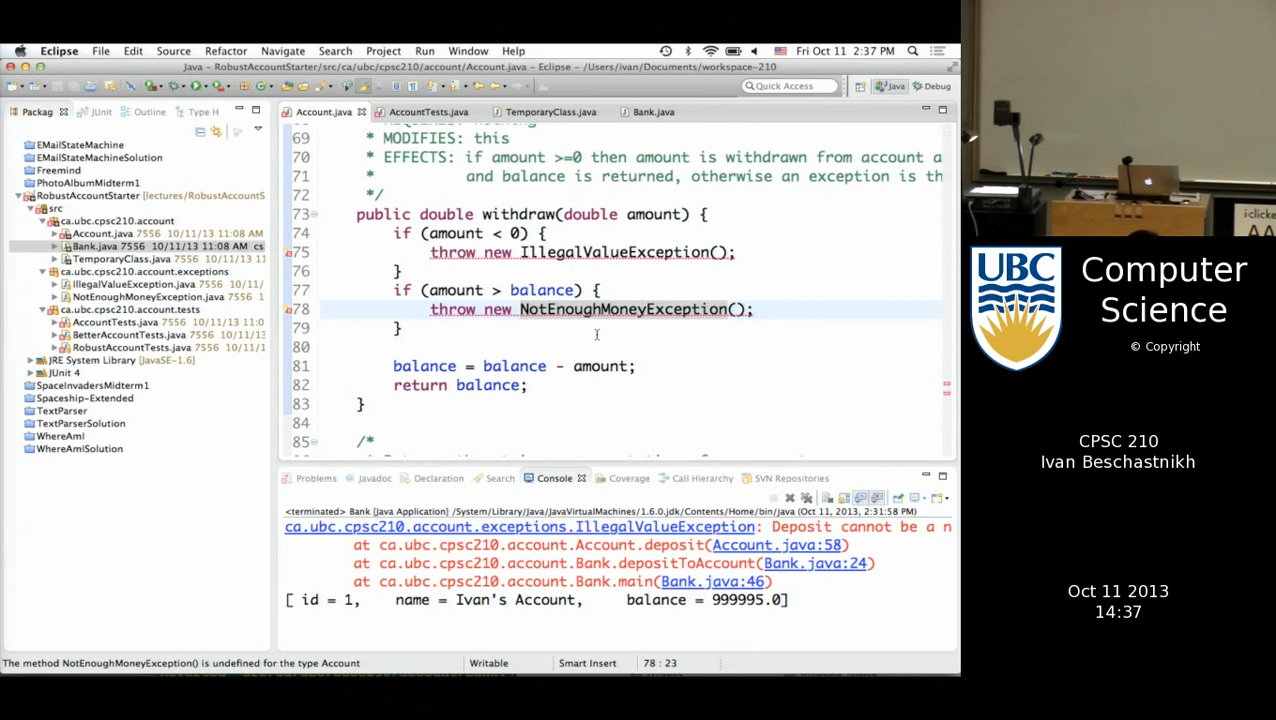 Eclipse File Edit Source Refactor Navigate Search Project Run Window Help Fri Oct 11 2:37 PM
Java - RobustAccountStarter/src/ca/ubc/cpsc210/account/Account.java - Eclipse - /Users/ivan/Documents/workspace-210
Quick Access Java Debug
Packag JUnit Outline Type H
EMailStateMachine
EMailStateMachineSolution
Freemind
PhotoAlbumMidterm1
RobustAccountStarter [lectures/RobustAccountS
src
ca.ubc.cpsc210.account
Account.java 7556 10/11/13 11:08 AM
Bank.java 7556 10/11/13 11:08 AM cs
TemporaryClass.java 7556 10/11/13
ca.ubc.cpsc210.account.exceptions
IllegalValueException.java 7556 10/1
NotEnoughMoneyException.java 7556
ca.ubc.cpsc210.account.tests
AccountTests.java 7556 10/11/13
BetterAccountTests.java 7556 10/11/
RobustAccountTests.java 7556 10/11
JRE System Library [JavaSE-1.6]
JUnit 4
SpaceInvadersMidterm1
Spaceship-Extended
TextParser
TextParserSolution
WhereAmI
WhereAmISolution
Account.java AccountTests.java TemporaryClass.java Bank.java
69 * MODIFIES: this
70 * EFFECTS: if amount >=0 then amount is withdrawn from account a
71 * and balance is returned, otherwise an exception is th
72 */
73 public double withdraw(double amount) {
74 if (amount < 0) {
75 throw new IllegalValueException();
76 }
77 if (amount > balance) {
78 throw new NotEnoughMoneyException();
79 }
80
81 balance = balance - amount;
82 return balance;
83 }
84
85 /*
Problems Javadoc Declaration Search Console Coverage Call Hierarchy SVN Repositories
<terminated> Bank [Java Application] /System/Library/Java/JavaVirtualMachines/1.6.0.jdk/Contents/Home/bin/java (Oct 11, 2013, 2:31:58 PM)
ca.ubc.cpsc210.account.exceptions.IllegalValueException: Deposit cannot be a n
at ca.ubc.cpsc210.account.Account.deposit(Account.java:58)
at ca.ubc.cpsc210.account.Bank.depositToAccount(Bank.java:24)
at ca.ubc.cpsc210.account.Bank.main(Bank.java:46)
[ id = 1, name = Ivan's Account, balance = 999995.0]
The method NotEnoughMoneyException() is undefined for the type Account Writable Smart Insert 78 : 23
i-clicke
UBC
Computer
Science
© Copyright
CPSC 210
Ivan Beschastnikh
Oct 11 2013
14:37